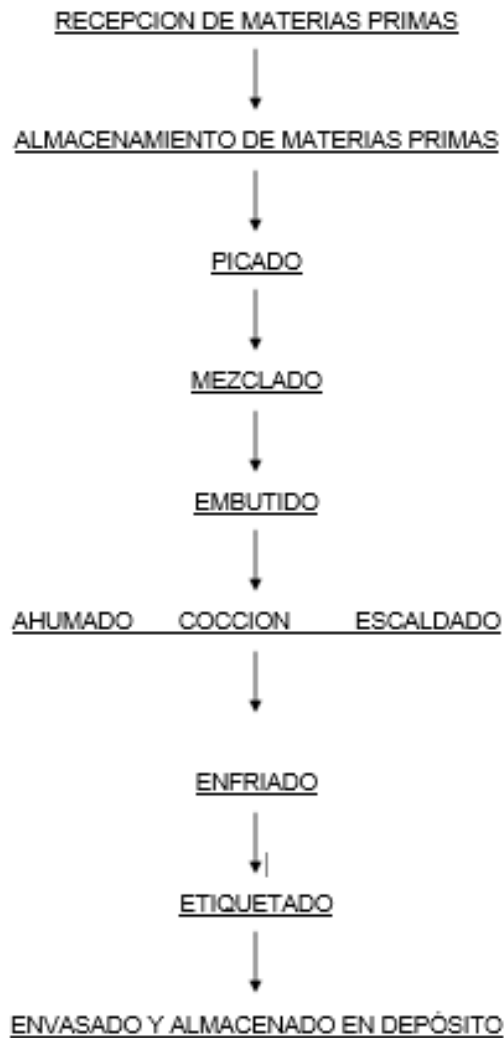 RECEPCION DE MATERIAS PRIMAS
ALMACENAMIENTO DE MATERIAS PRIMAS
PICADO
MEZCLADO
EMBUTIDO
AHUMADO COCCION ESCALDADO
ENFRIADO
ETIQUETADO
ENVASADO Y ALMACENADO EN DEPÓSITO